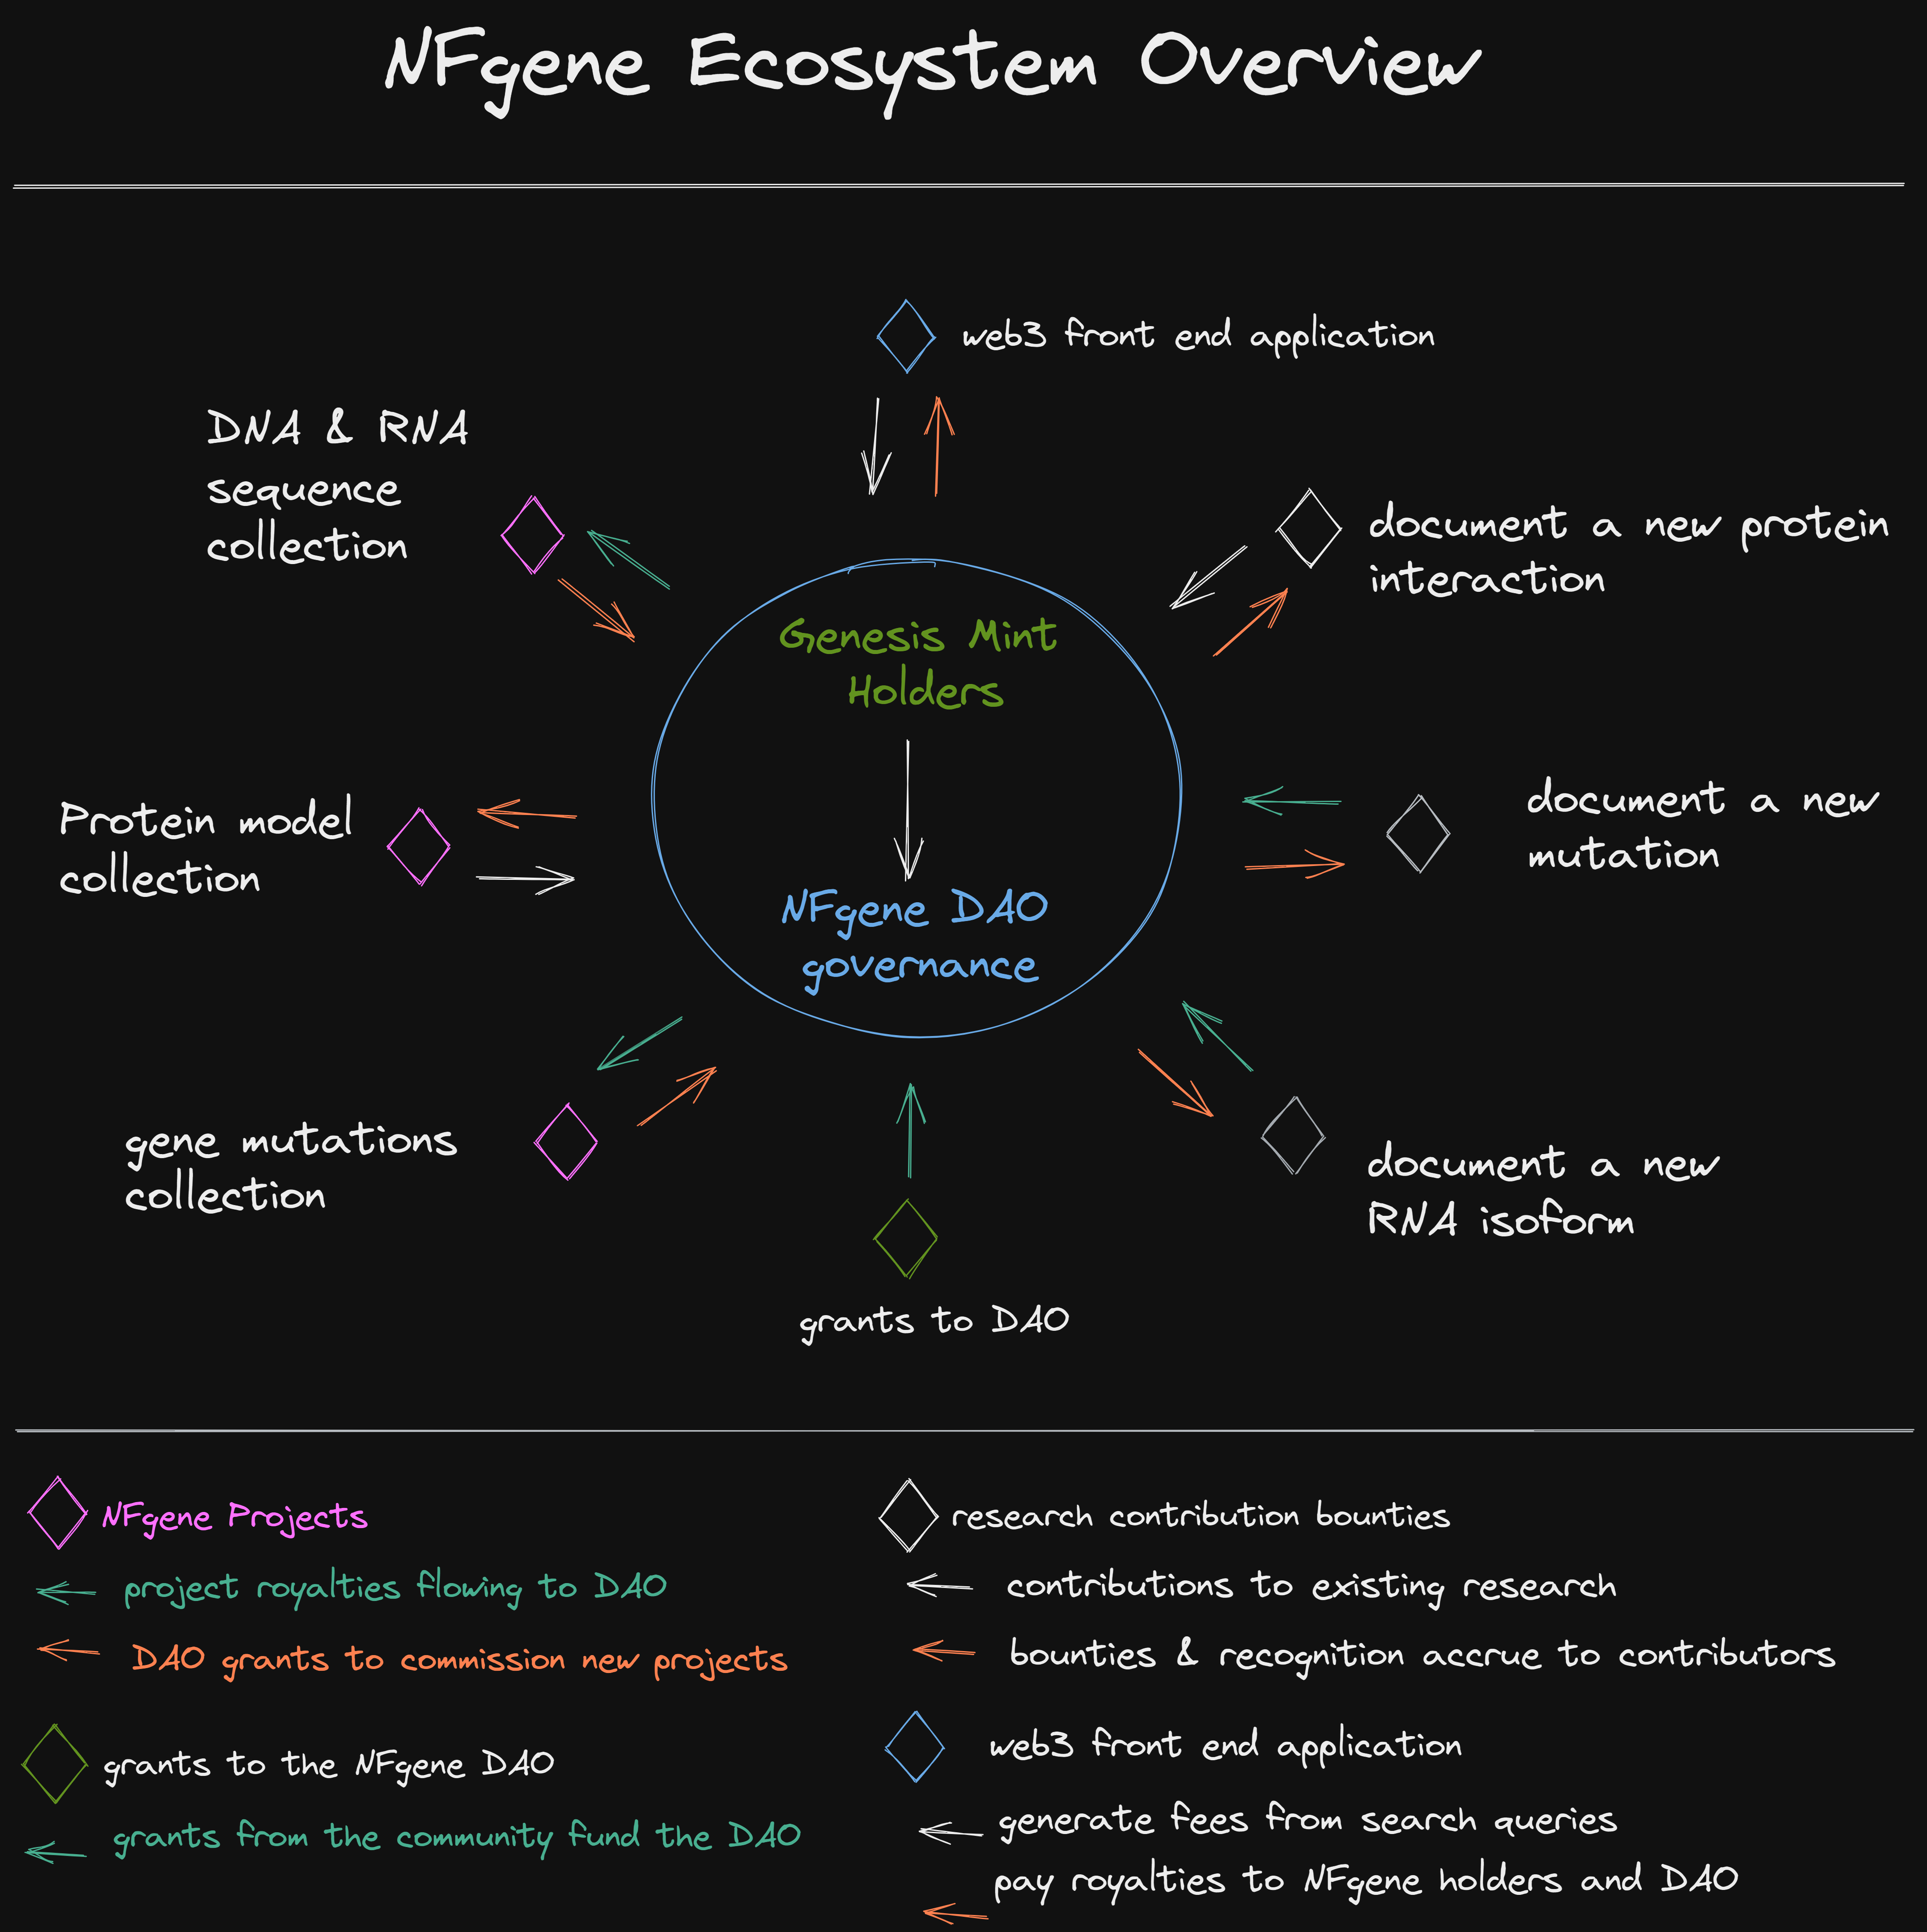 NFgene Ecosystem Overview
web3 front end application
DNA & RNA
sequence
collection
document a new protein
interaction
Genesis Mint
Holders
Protein model
collection
document a new
mutation
NFgene DAO
governance
gene mutations
collection
document a new
RNA isoform
grants to DAO
NFgene Projects
project royalties flowing to DAO
DAO grants to commission new projects
grants to the NFgene DAO
grants from the community fund the DAO
research contribution bounties
contributions to existing research
bounties & recognition accrue to contributors
web3 front end application
generate fees from search queries
pay royalties to NFgene holders and DAO